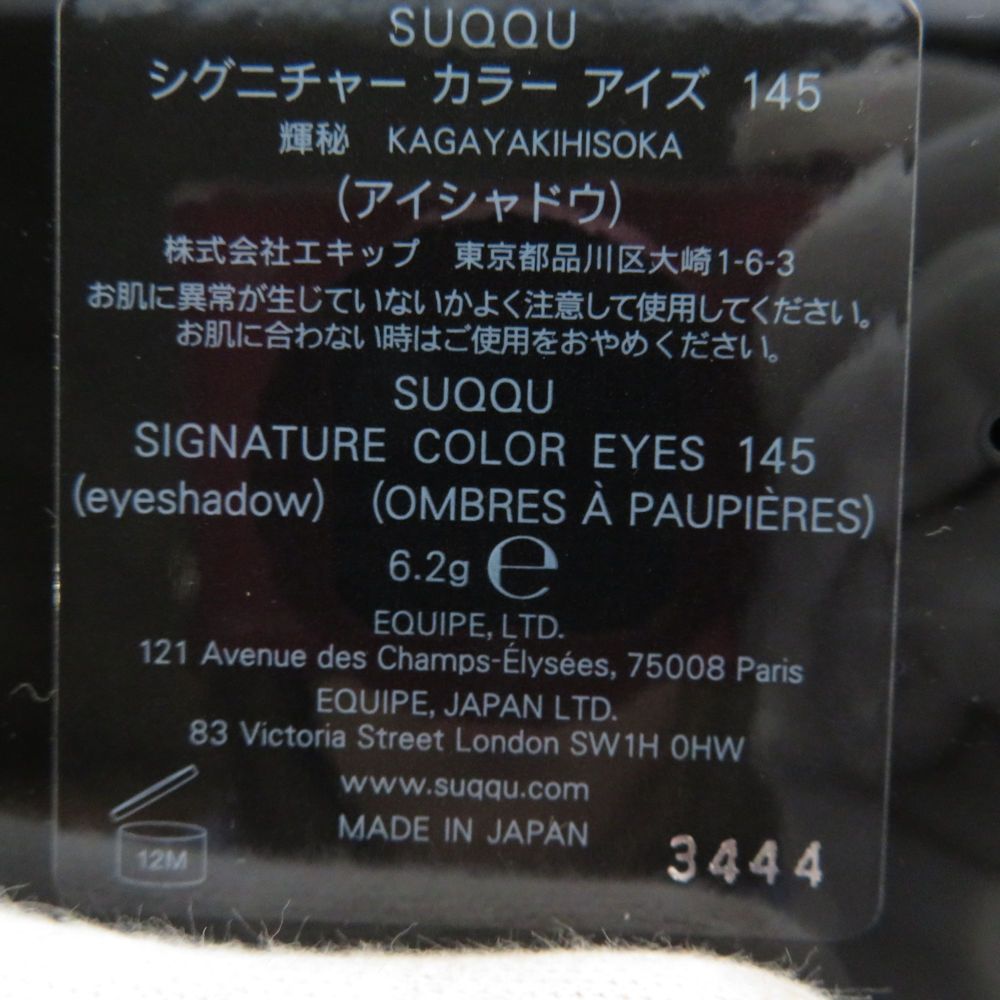 SUQQU
シグニチャー カラー アイズ 145
輝秘 KAGAYAKIHISOKA
(アイシャドウ)
株式会社エキップ 東京都品川区大崎1-6-3
お肌に異常が生じていないかよく注意して使用してください。
お肌に合わない時はご使用をおやめください。
SUQQU
SIGNATURE COLOR EYES 145
(eyeshadow) (OMBRES À PAUPIÈRES)
6.2g ℮
EQUIPE, LTD.
121 Avenue des Champs-Élysées, 75008 Paris
EQUIPE, JAPAN LTD.
83 Victoria Street London SW1H 0HW
www.suqqu.com
MADE IN JAPAN
12M
3444